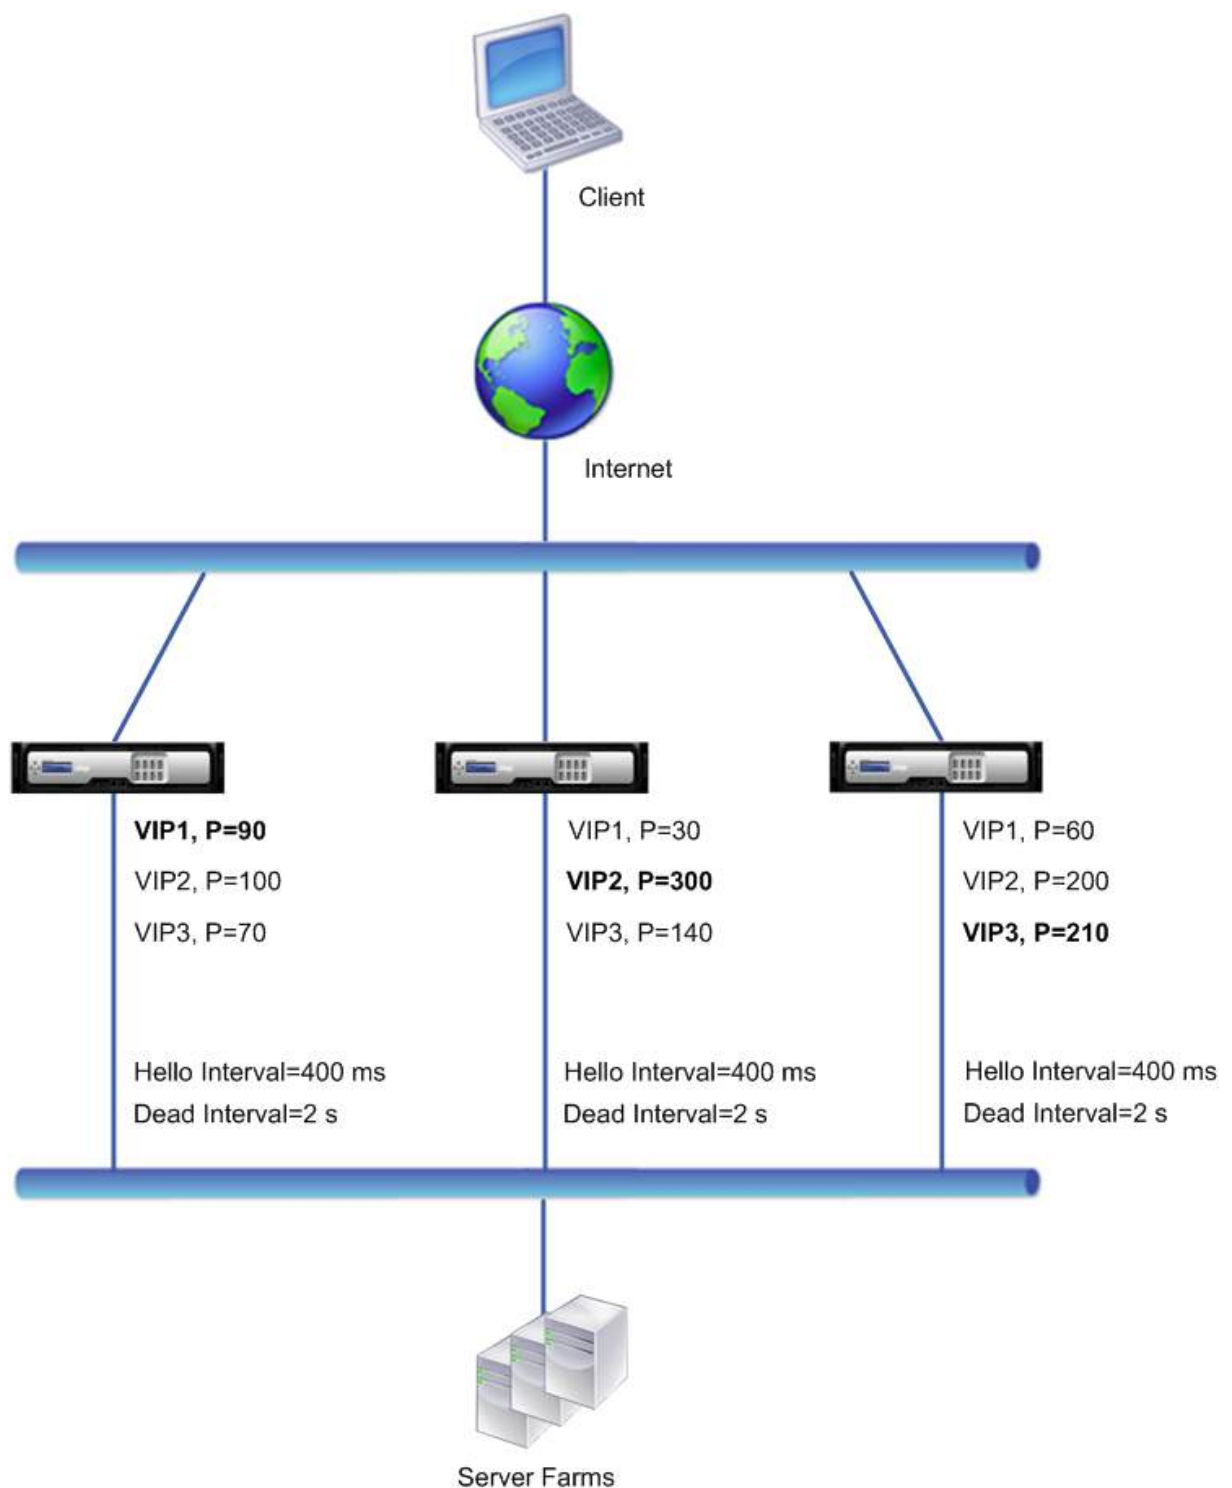 Client
Internet
VIP1, P=90
VIP2, P=100
VIP3, P=70
Hello Interval=400 ms
Dead Interval=2 s
VIP1, P=30
VIP2, P=300
VIP3, P=140
Hello Interval=400 ms
Dead Interval=2 s
VIP1, P=60
VIP2, P=200
VIP3, P=210
Hello Interval=400 ms
Dead Interval=2 s
Server Farms